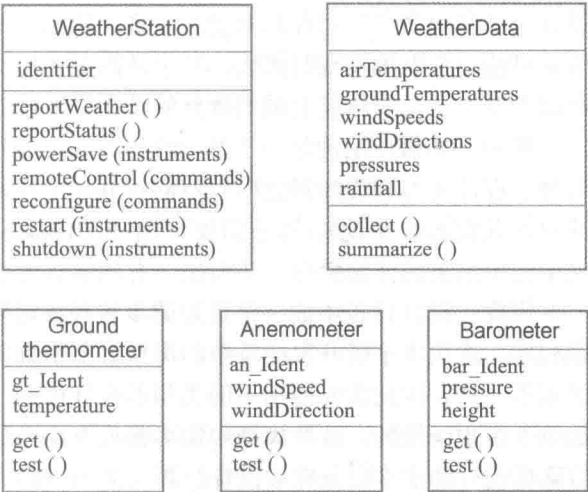 WeatherStation
identifier
reportWeather ( )
reportStatus ( )
powerSave (instruments)
remoteControl (commands)
reconfigure (commands)
restart (instruments)
shutdown (instruments)
WeatherData
airTemperatures
groundTemperatures
windSpeeds
windDirections
pressures
rainfall
collect ( )
summarize ( )
Ground
thermometer
gt_Ident
temperature
get ( )
test ( )
Anemometer
an_Ident
windSpeed
windDirection
get ( )
test ( )
Barometer
bar_Ident
pressure
height
get( )
test ( )